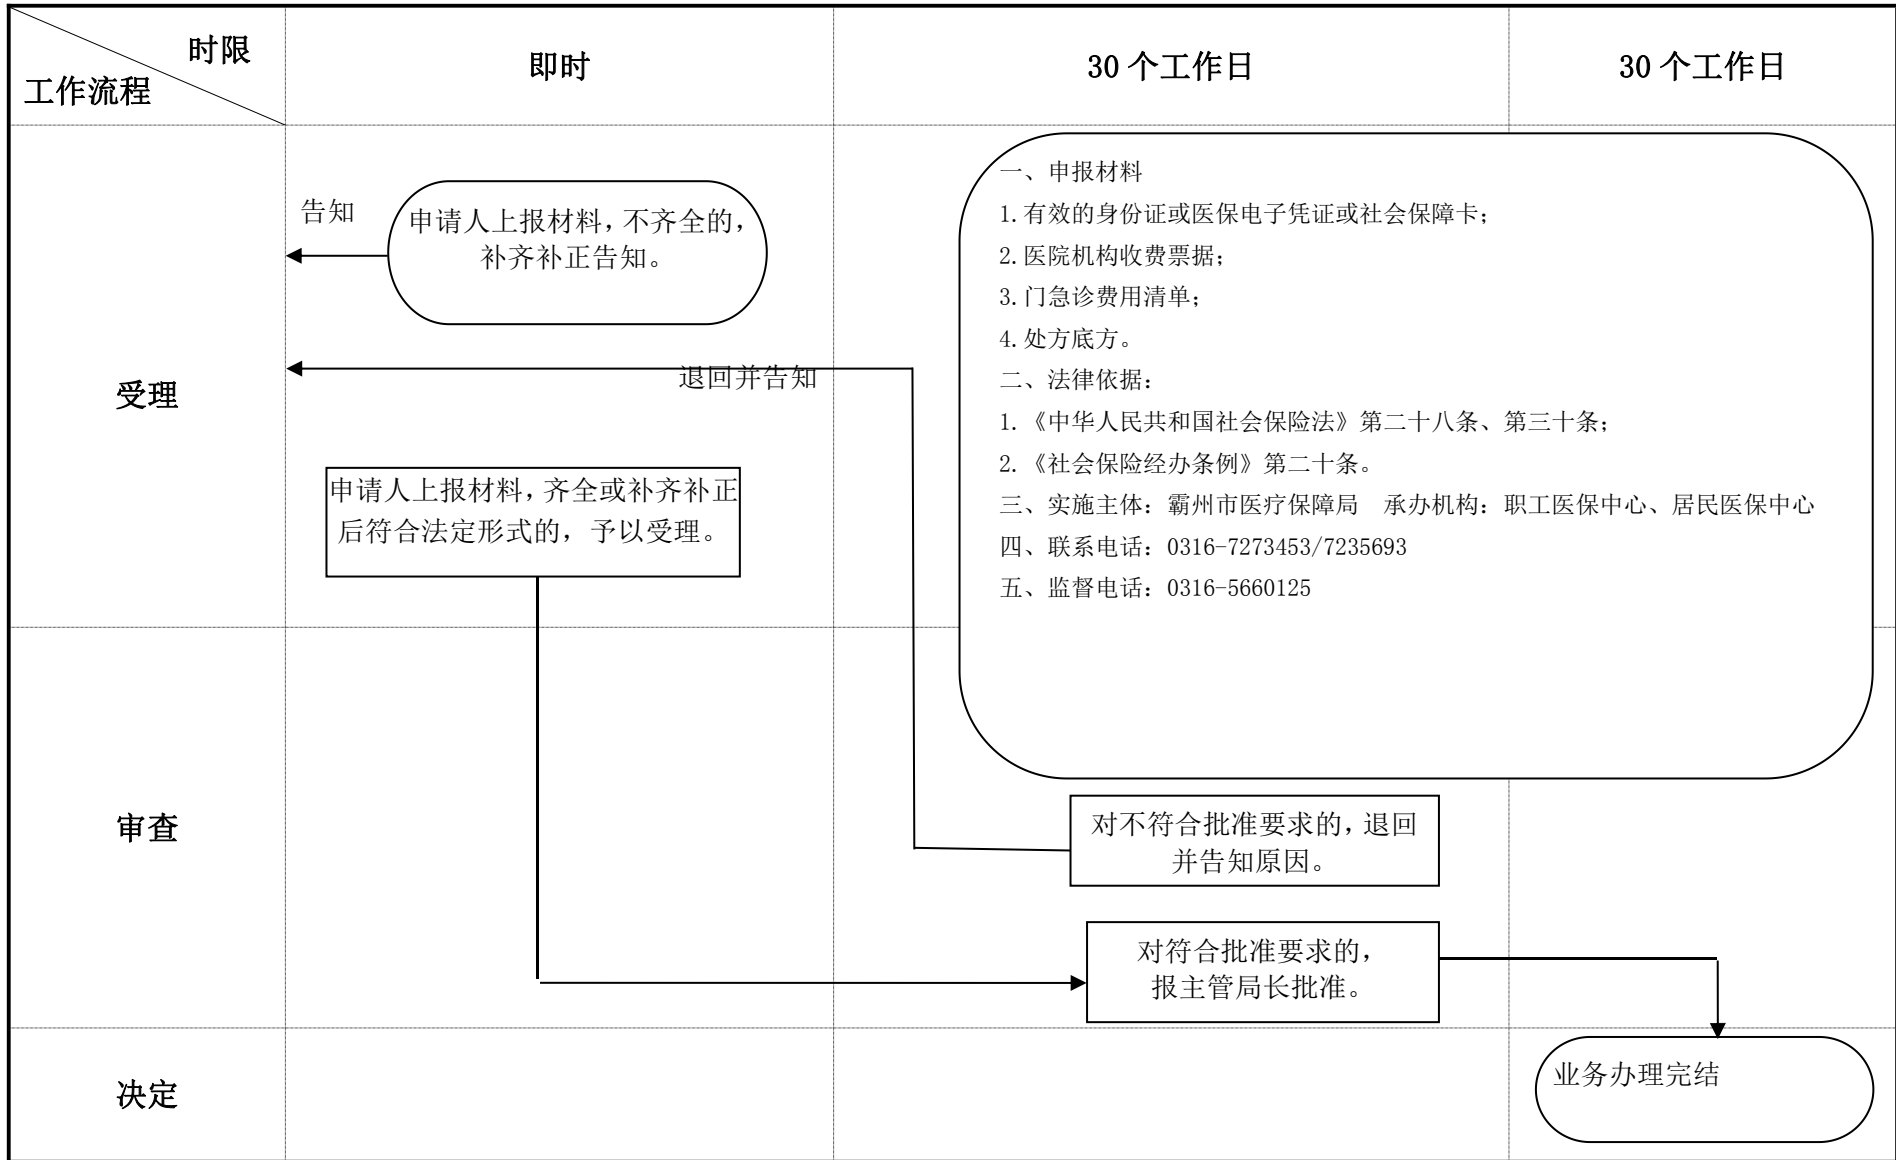 时限
工作流程
即时
30个工作日
30个工作日
受理
告知
申请人上报材料，不齐全的，
补齐补正告知。
退回并告知
申请人上报材料，齐全或补齐补正
后符合法定形式的，予以受理。
一、申报材料
1.有效的身份证或医保电子凭证或社会保障卡；
2.医院机构收费票据；
3.门急诊费用清单；
4.处方底方。
二、法律依据：
1.《中华人民共和国社会保险法》第二十八条、第三十条；
2.《社会保险经办条例》第二十条。
三、实施主体：霸州市医疗保障局 承办机构：职工医保中心、居民医保中心
四、联系电话：0316-7273453/7235693
五、监督电话：0316-5660125
审查
对不符合批准要求的，退回
并告知原因。
对符合批准要求的，
报主管局长批准。
决定
业务办理完结